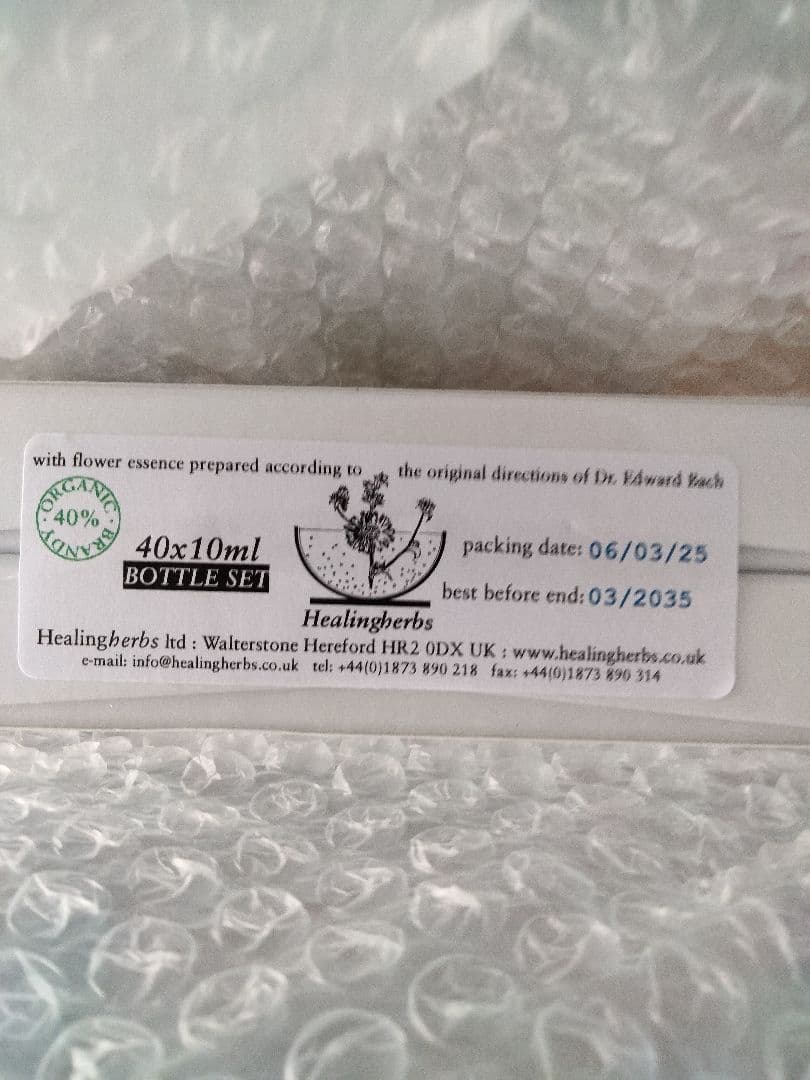 with flower essence prepared according to the original directions of Dr. Edward Bach
ORGANIC · BRANDY ·
40%
40x10ml
BOTTLE SET
packing date: 06/03/25
best before end: 03/2035
Healingherbs
Healingherbs ltd : Walterstone Hereford HR2 0DX UK : www.healingherbs.co.uk
e-mail: info@healingherbs.co.uk tel: +44(0)1873 890 218 fax: +44(0)1873 890 314